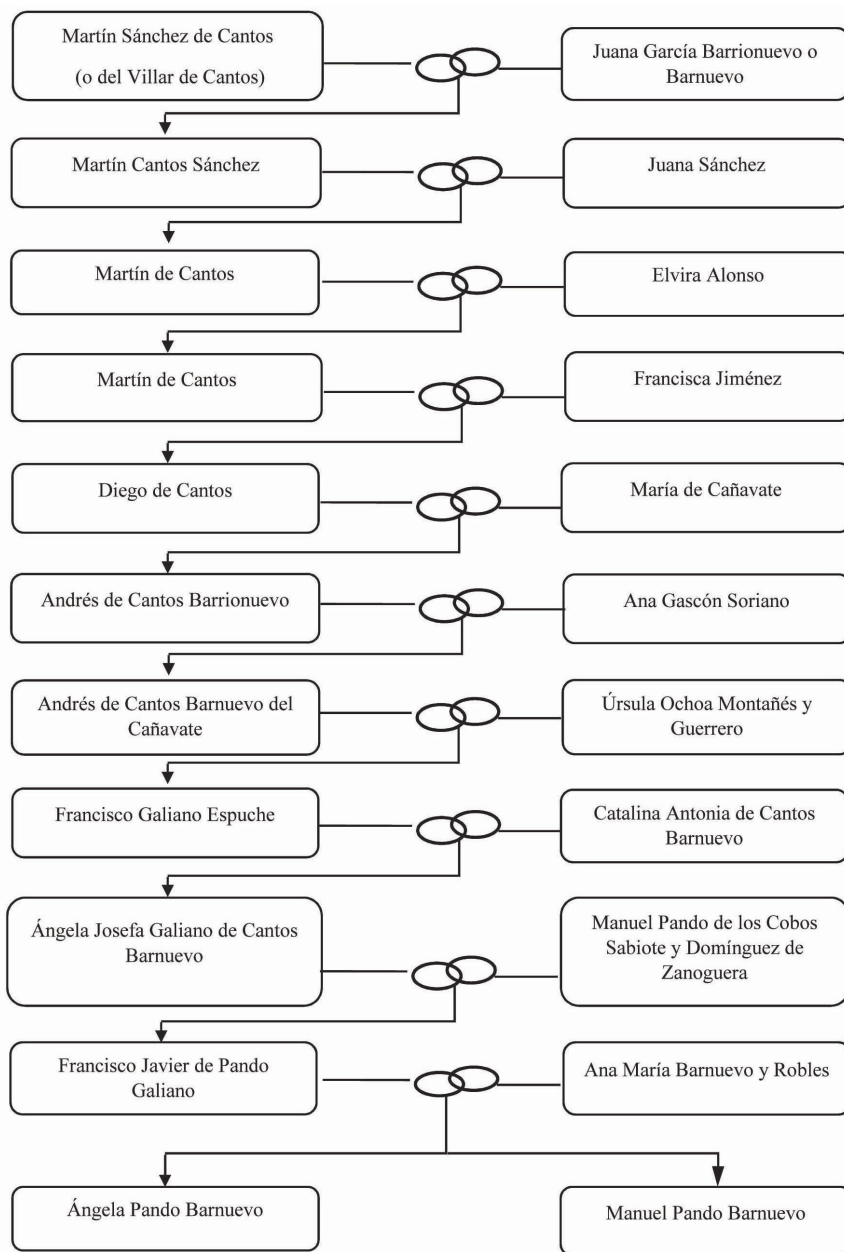 Martín Sánchez de Cantos
(o del Villar de Cantos)
Juana García Barrionuevo o
Barnuevo
Martín Cantos Sánchez
Juana Sánchez
Martín de Cantos
Elvira Alonso
Martín de Cantos
Francisca Jiménez
Diego de Cantos
María de Cañavate
Andrés de Cantos Barrionuevo
Ana Gascón Soriano
Andrés de Cantos Barnuevo del
Cañavate
Úrsula Ochoa Montañés y
Guerrero
Francisco Galiano Espuche
Catalina Antonia de Cantos
Barnuevo
Ángela Josefa Galiano de Cantos
Barnuevo
Manuel Pando de los Cobos
Sabiote y Domínguez de
Zanoguera
Francisco Javier de Pando
Galiano
Ana María Barnuevo y Robles
Ángela Pando Barnuevo
Manuel Pando Barnuevo